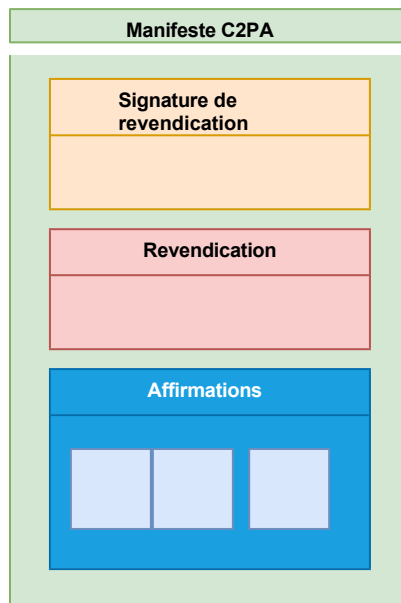 Manifeste C2PA
Signature de
revendication
Revendication
Affirmations